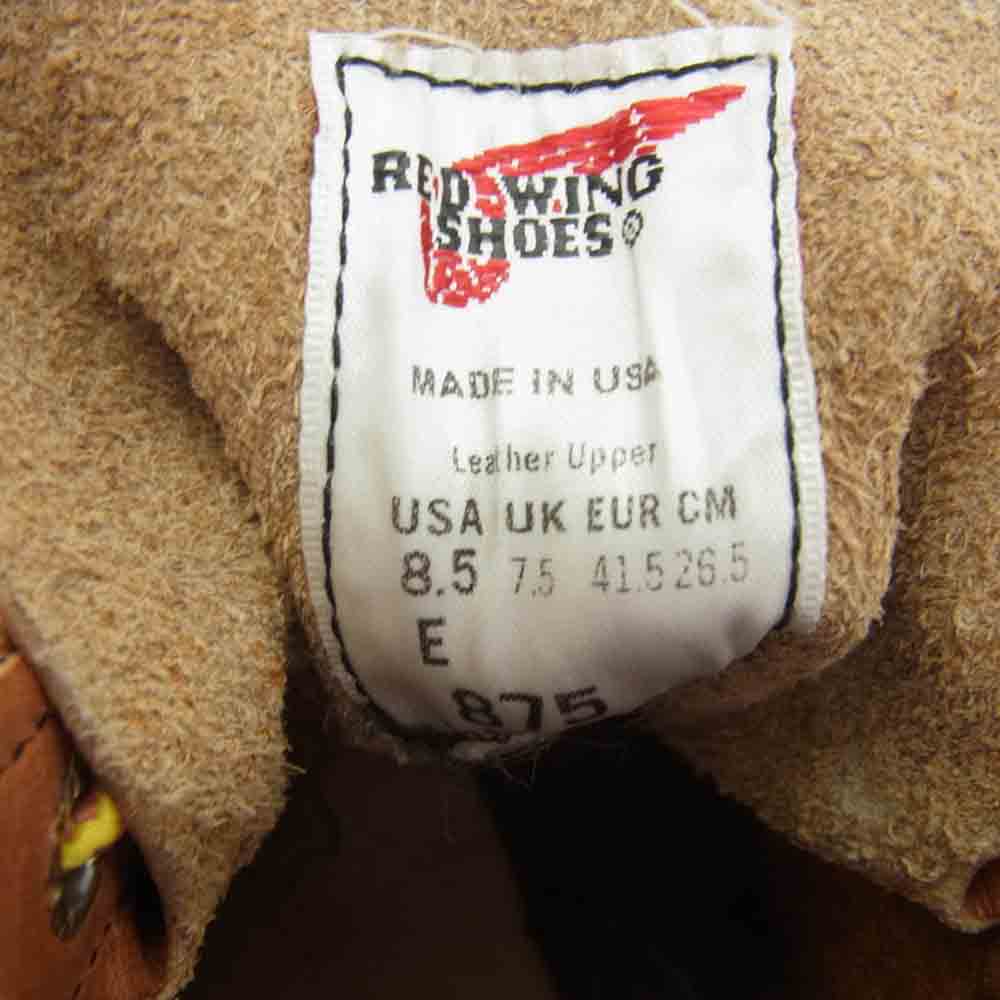 RED WING
SHOES®
MADE IN USA
Leather Upper
USA UK EUR CM
8.5 7.5 41.5 26.5
E
875